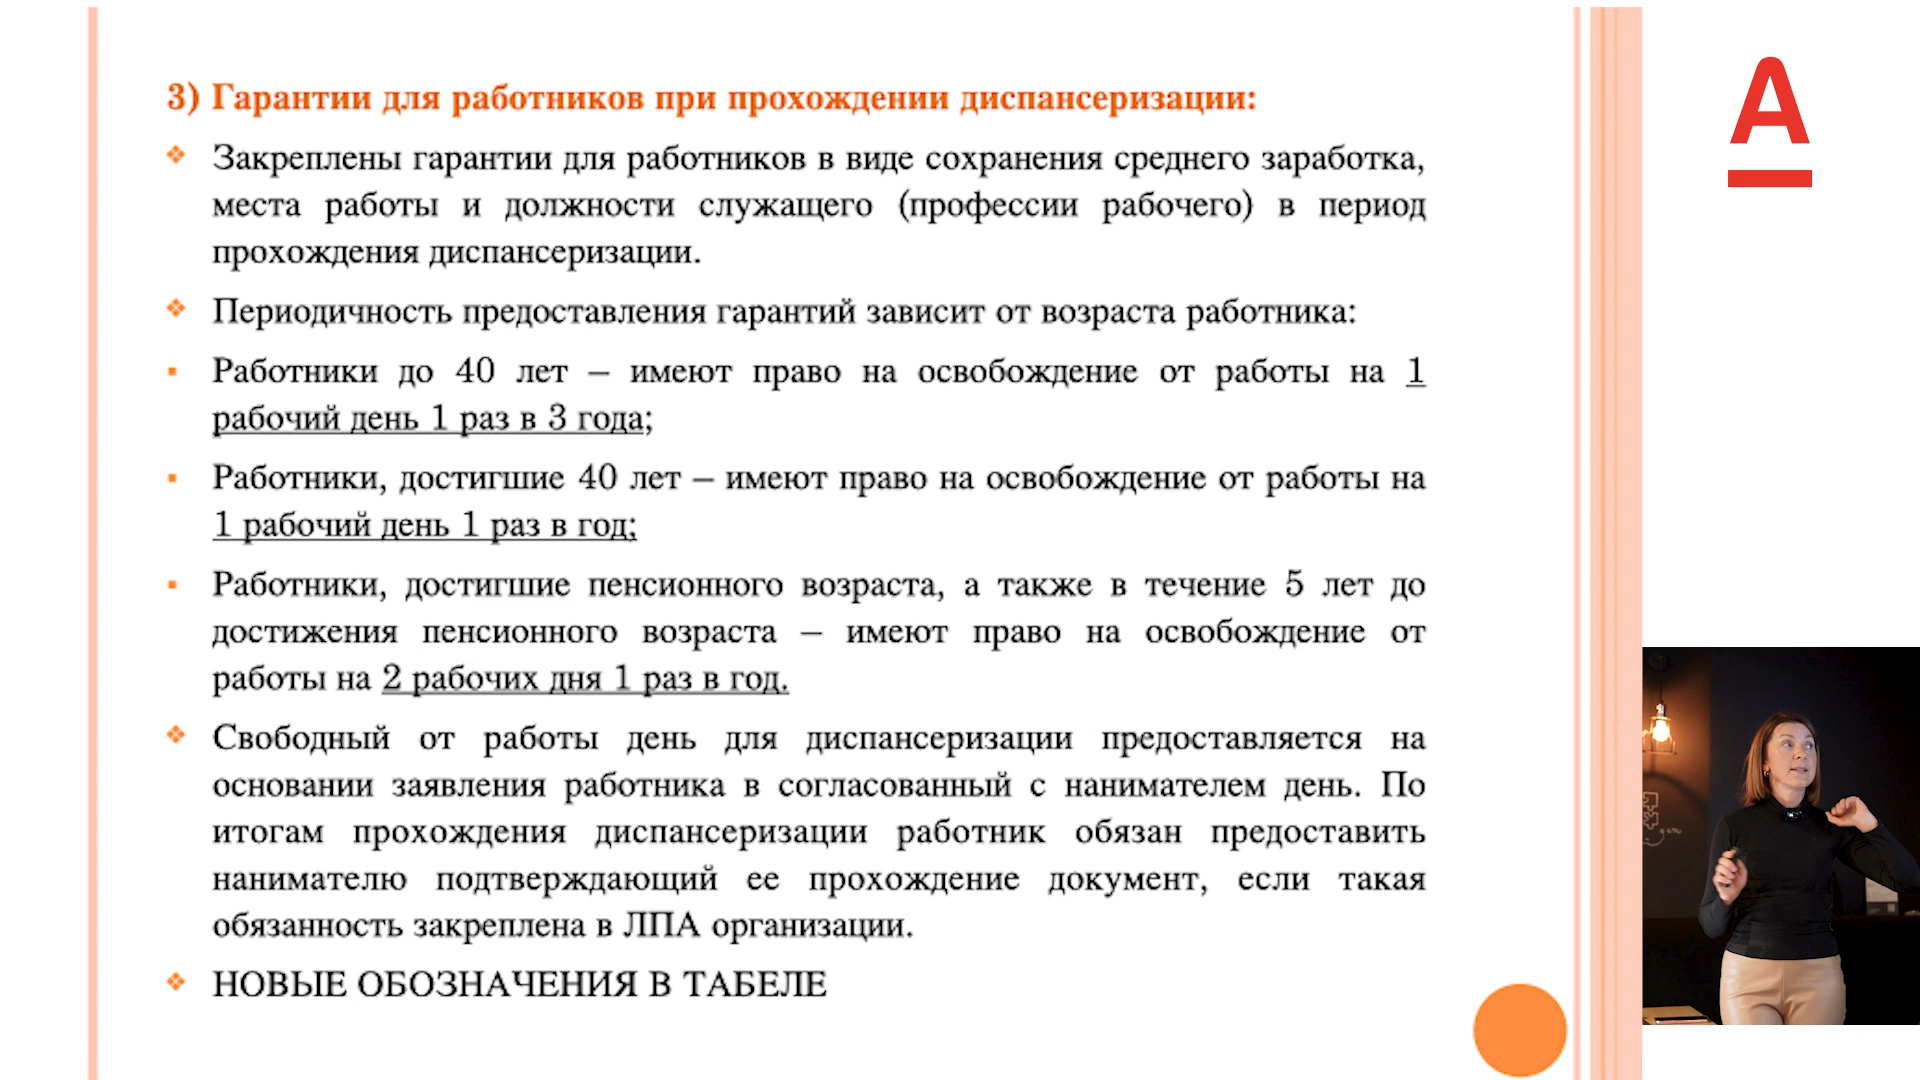 3) Гарантии для работников при прохождении диспансеризации:
Закреплены гарантии для работников в виде сохранения среднего заработка,
места работы и должности служащего (профессии рабочего) в период
прохождения диспансеризации.
Периодичность предоставления гарантий зависит от возраста работника:
Работники до 40 лет – имеют право на освобождение от работы на 1
рабочий день 1 раз в 3 года;
Работники, достигшие 40 лет – имеют право на освобождение от работы на
1 рабочий день 1 раз в год;
Работники, достигшие пенсионного возраста, а также в течение 5 лет до
достижения пенсионного возраста – имеют право на освобождение от
работы на 2 рабочих дня 1 раз в год.
Свободный от работы день для диспансеризации предоставляется на
основании заявления работника в согласованный с нанимателем день. По
итогам прохождения диспансеризации работник обязан предоставить
нанимателю подтверждающий ее прохождение документ, если такая
обязанность закреплена в ЛПА организации.
НОВЫЕ ОБОЗНАЧЕНИЯ В ТАБЕЛЕ
А